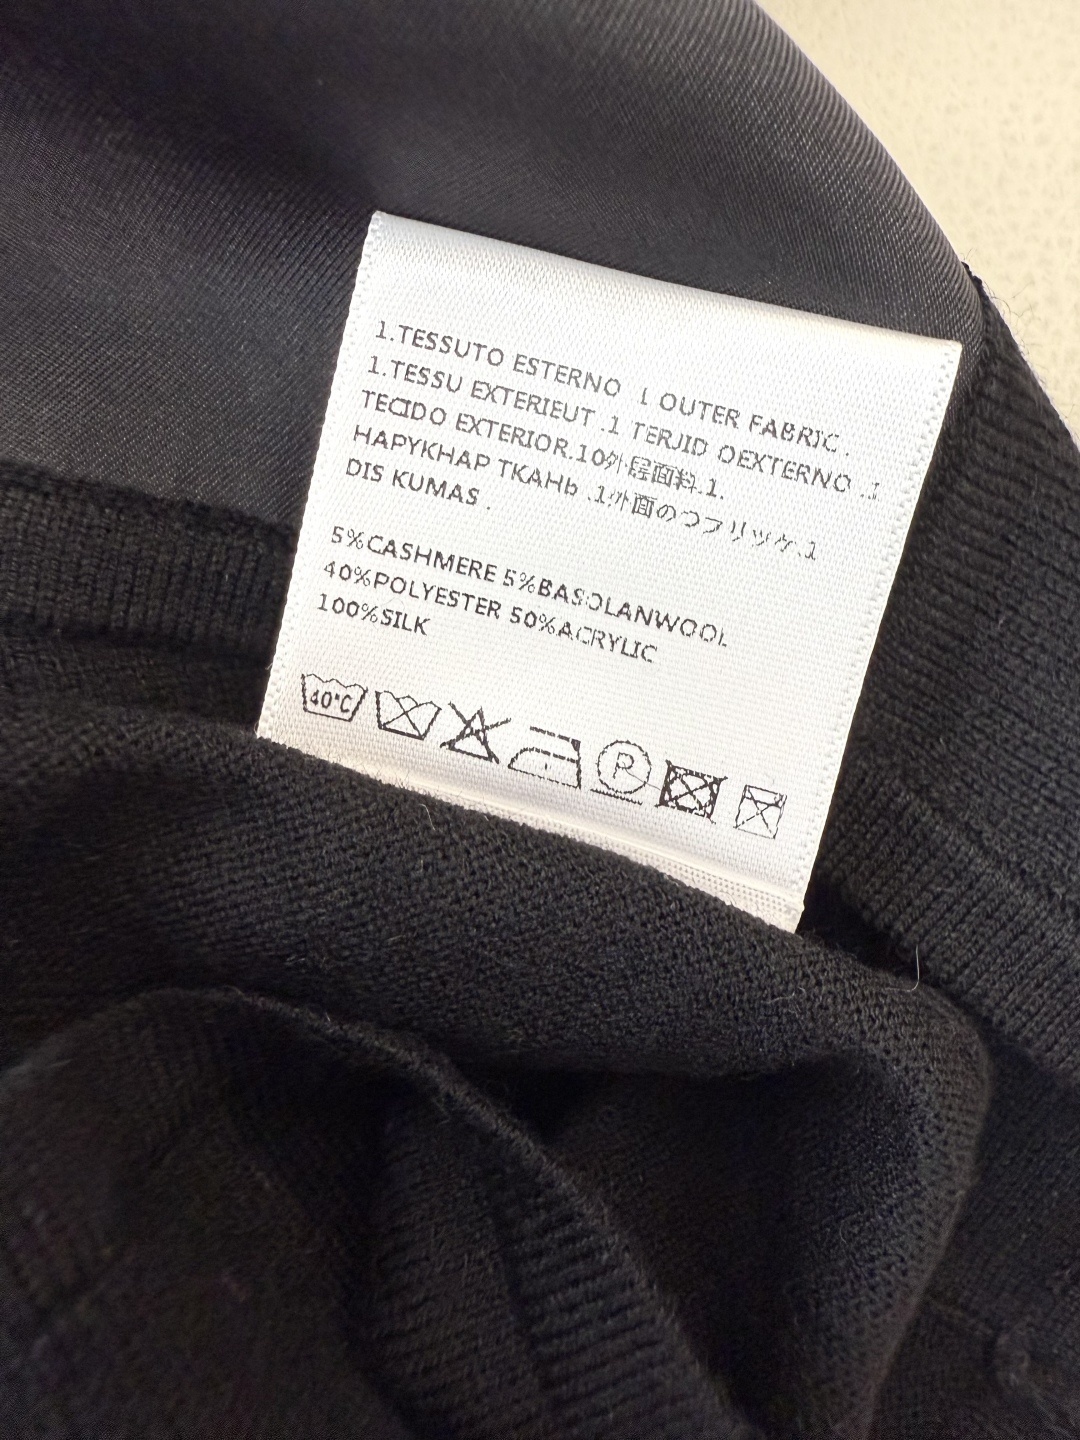 1.TESSUTO ESTERNO 1 OUTER FABRIC.
1.TESSU EXTERIEUT .1 TERJID OEXTERNO .1
TECIDO EXTERIOR.10外层面料.1.
HAPYKHAP TKAHb .1外面のつフリッケ.1
DIS KUMAS .
5%CASHMERE 5%BASOLANWOOL
40%POLYESTER 50%ACRYLIC
100%SILK
40°C
P